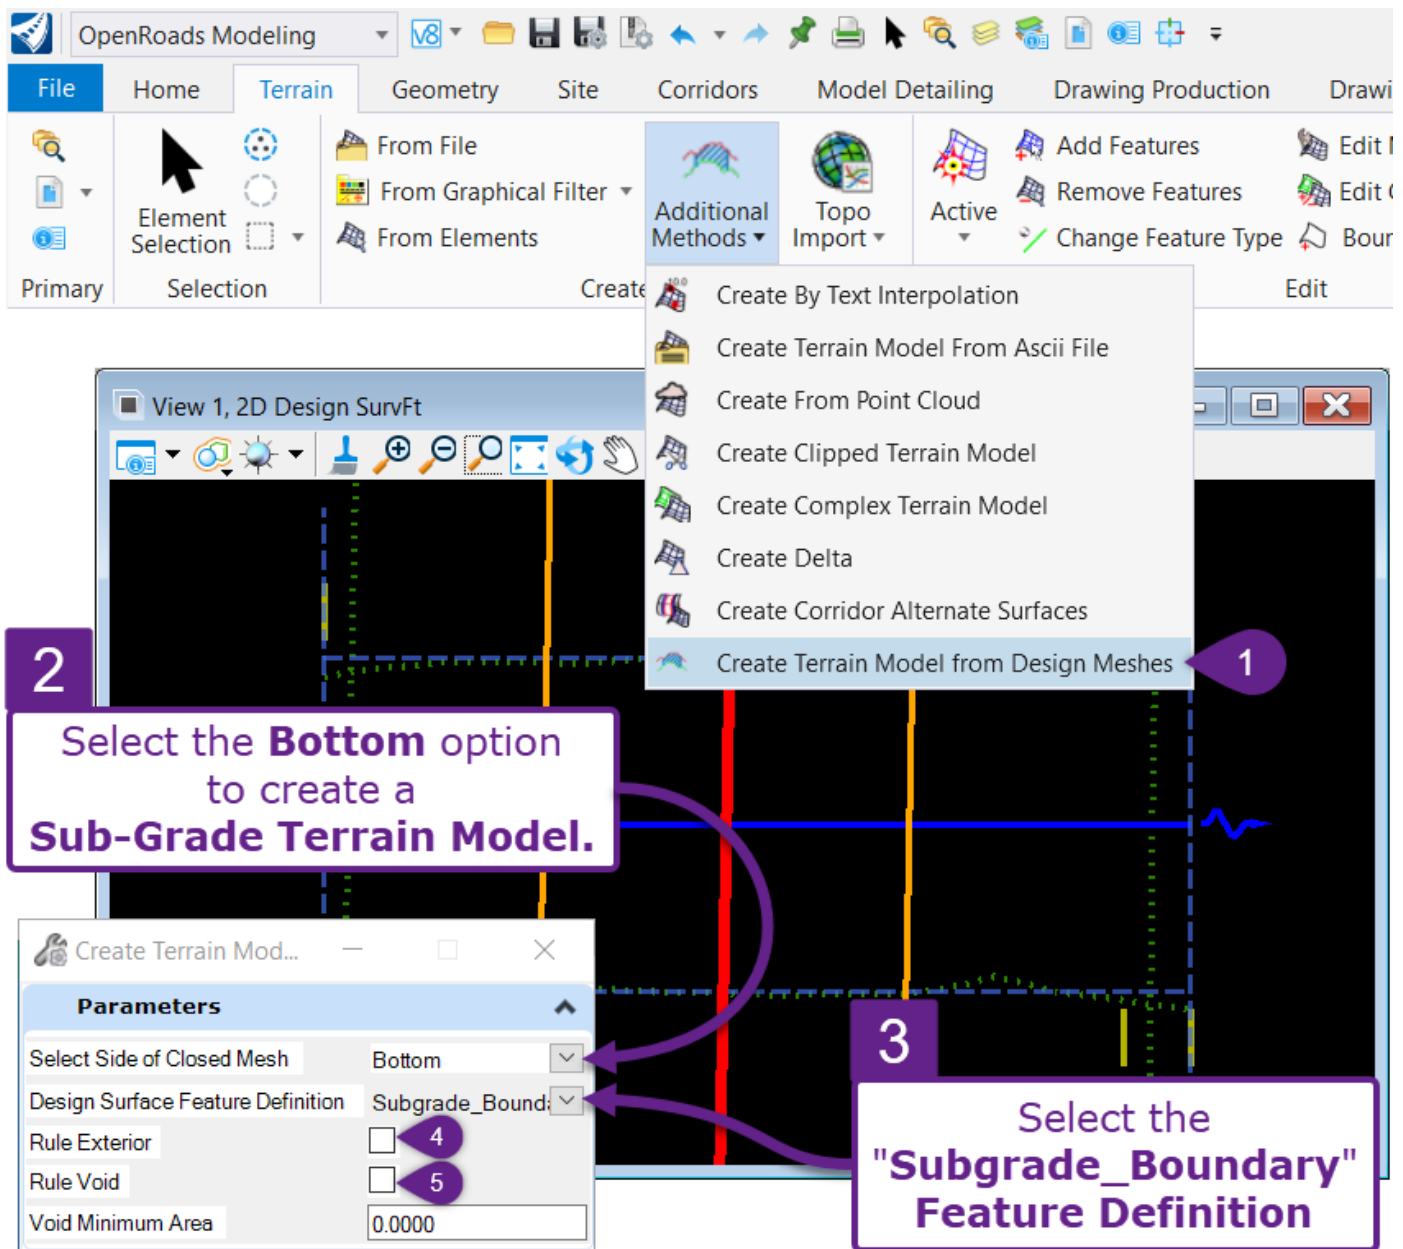 OpenRoads Modeling
V8
File Home Terrain Geometry Site Corridors Model Detailing Drawing Production Drawi
From File
From Graphical Filter
From Elements
Element
Selection
Additional
Methods
Topo
Import
Active
Add Features
Remove Features
Change Feature Type
Edit
Edit
Boun
Primary Selection Create Edit
Create By Text Interpolation
Create Terrain Model From Ascii File
Create From Point Cloud
Create Clipped Terrain Model
Create Complex Terrain Model
Create Delta
Create Corridor Alternate Surfaces
Create Terrain Model from Design Meshes
1
View 1, 2D Design SurvFt
2
Select the Bottom option
to create a
Sub-Grade Terrain Model.
Create Terrain Mod...
Parameters
Select Side of Closed Mesh Bottom
Design Surface Feature Definition Subgrade_Bounda
Rule Exterior 4
Rule Void 5
Void Minimum Area 0.0000
3
Select the
"Subgrade_Boundary"
Feature Definition